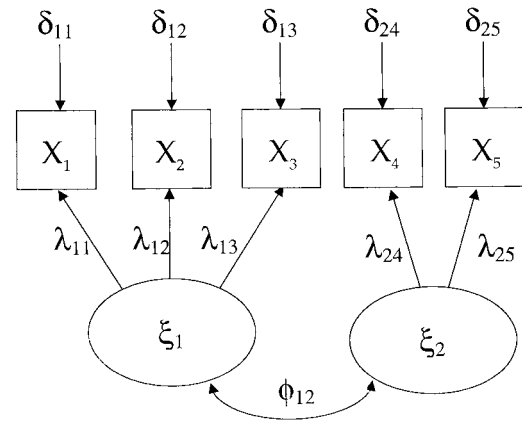 δ₁₁ δ₁₂ δ₁₃ δ₂₄ δ₂₅
X₁ X₂ X₃ X₄ X₅
λ₁₁ λ₁₂ λ₁₃ λ₂₄ λ₂₅
ξ₁ ξ₂
ϕ₁₂